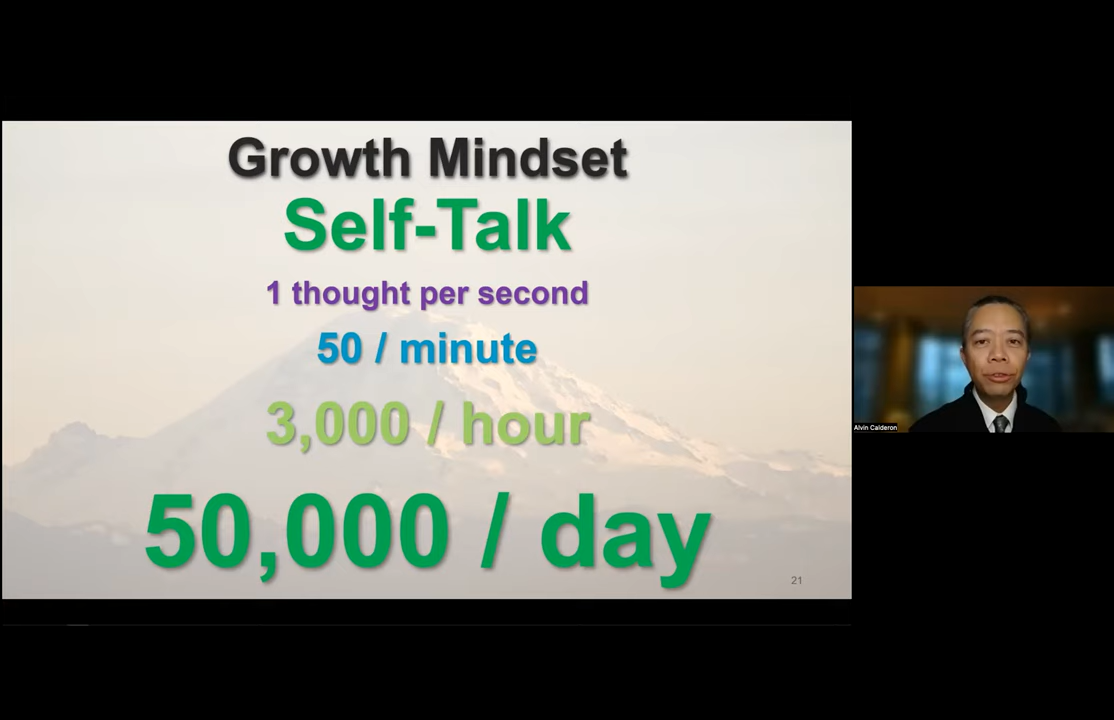 Growth Mindset
Self-Talk
1 thought per second
50 / minute
3,000 / hour
50,000 / day
21
Alvin Calderon